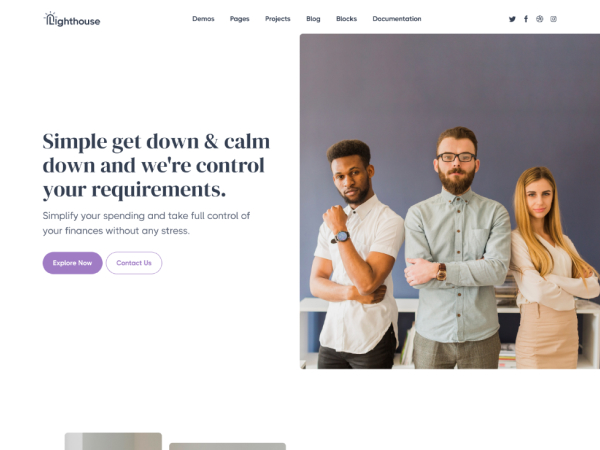 Lighthouse
Demos Pages Projects Blog Blocks Documentation
Simple get down & calm
down and we're control
your requirements.
Simplify your spending and take full control of
your finances without any stress.
Explore Now Contact Us